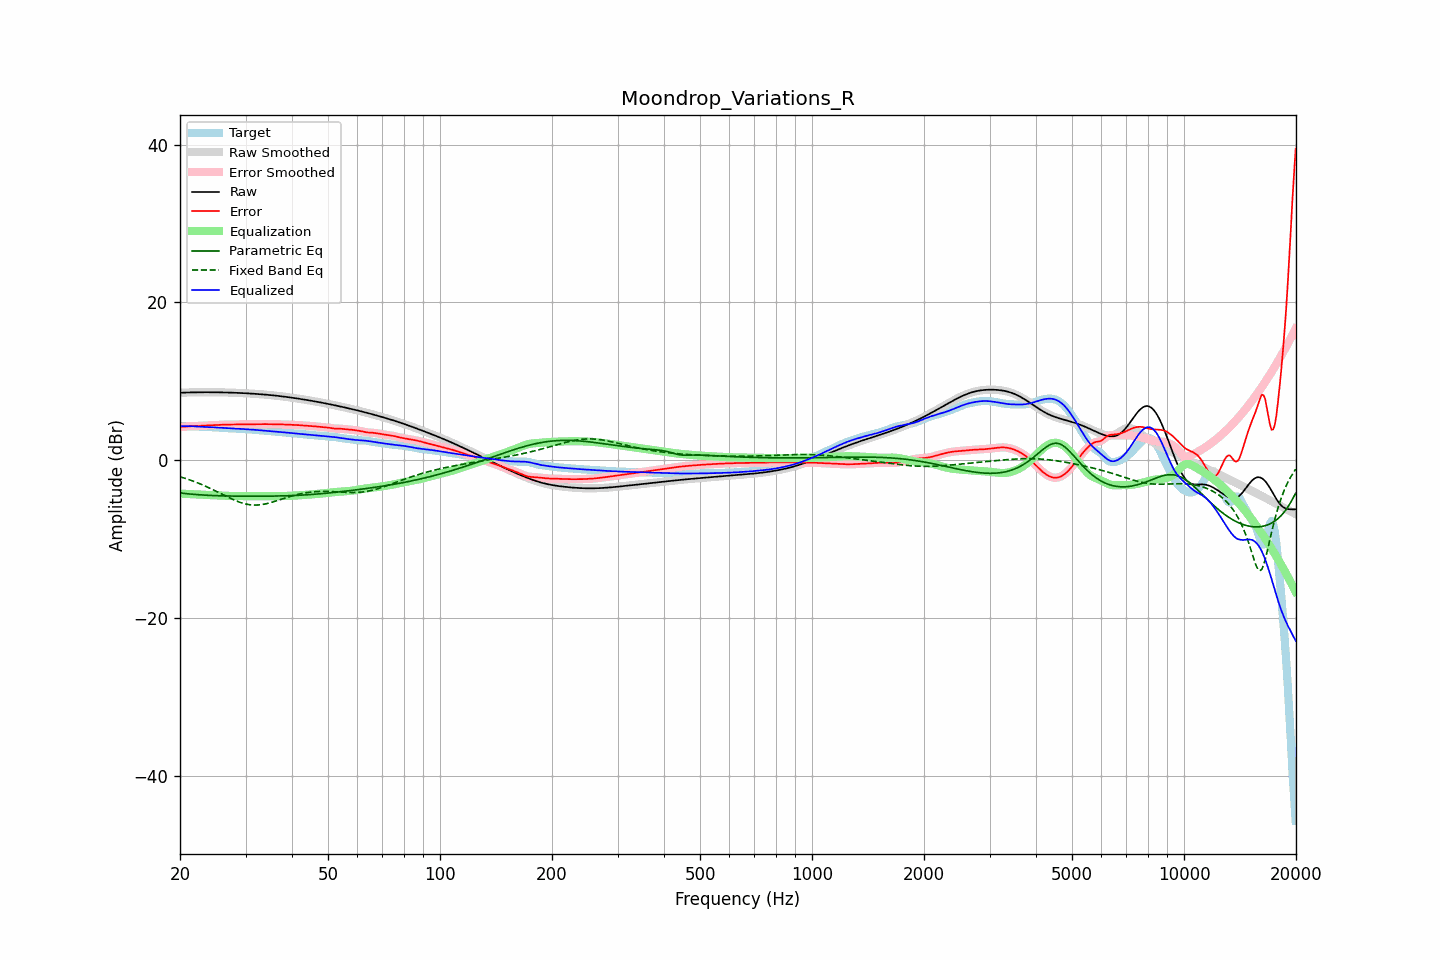 Moondrop_Variations_R
Target
Raw Smoothed
Error Smoothed
Raw
Error
Equalization
Parametric Eq
Fixed Band Eq
Equalized
40
20
0
−20
−40
Amplitude (dBr)
20 50 100 200 500 1000 2000 5000 10000 20000
Frequency (Hz)